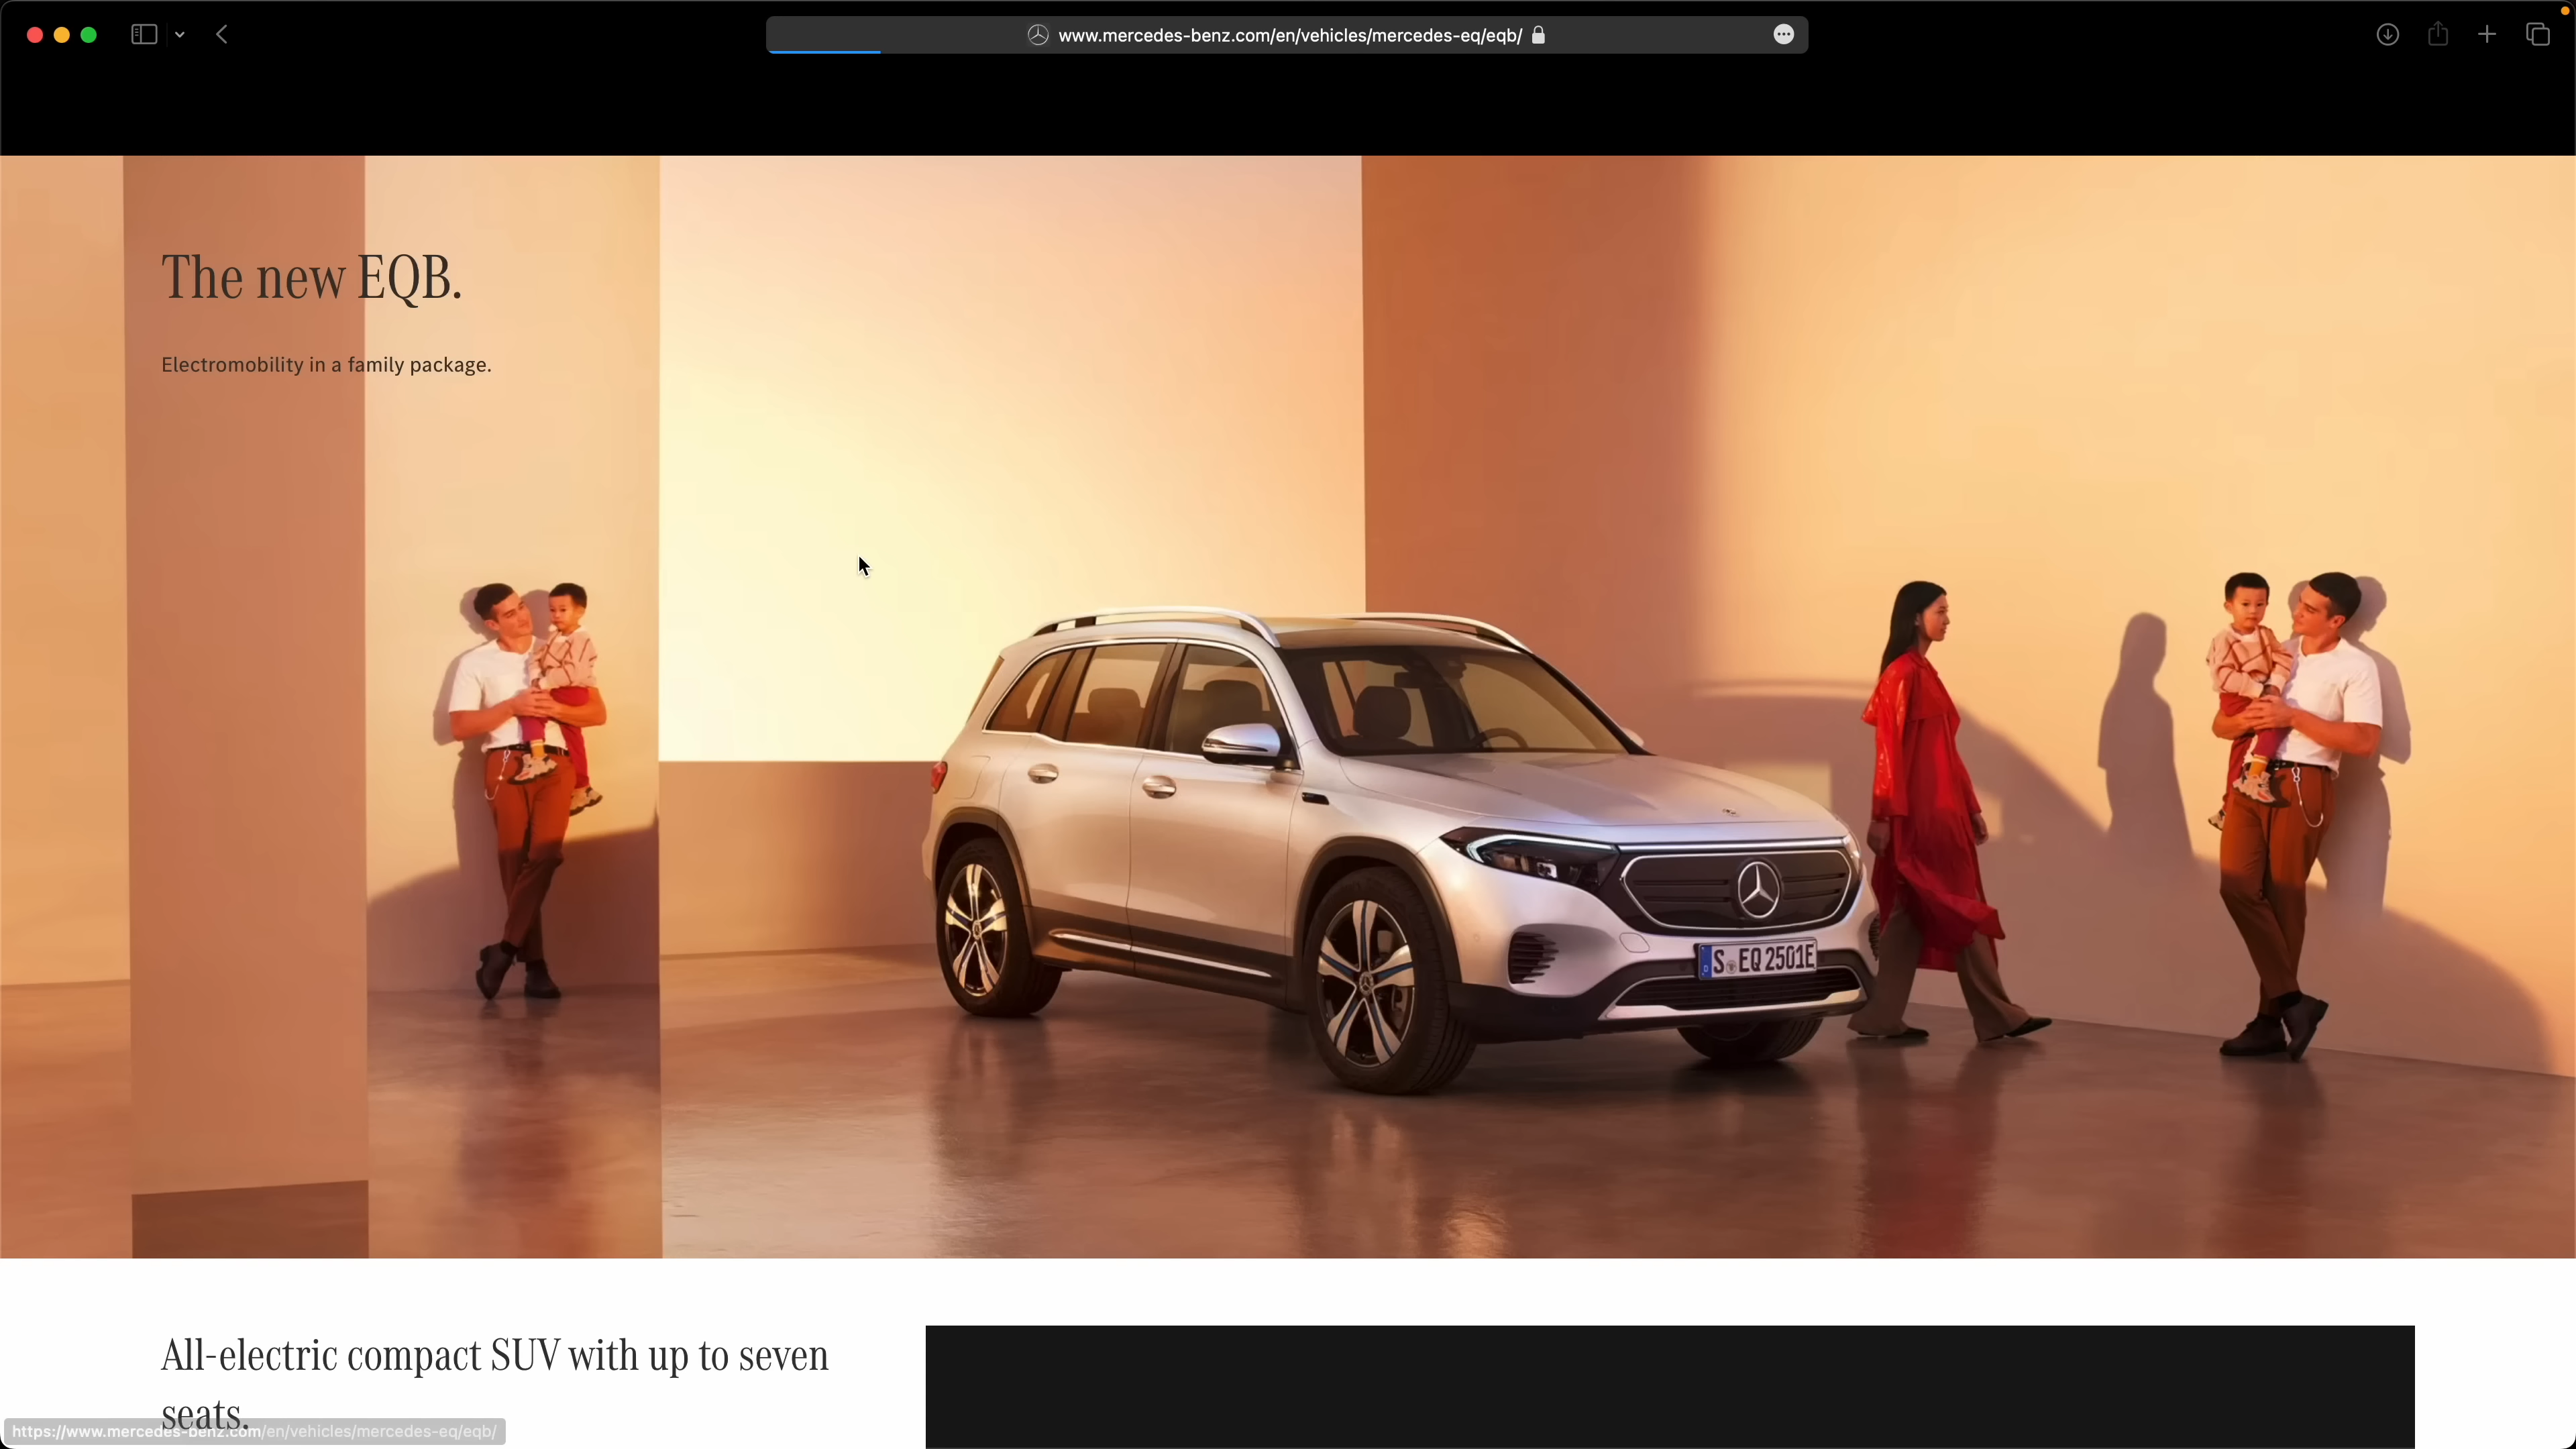 www.mercedes-benz.com/en/vehicles/mercedes-eq/eqb/
The new EQB.
Electromobility in a family package.
S EQ 2501E
All-electric compact SUV with up to seven
seats.
https://www.mercedes-benz.com/en/vehicles/mercedes-eq/eqb/